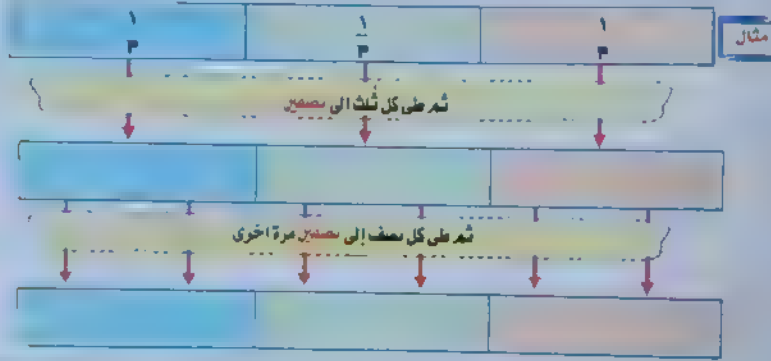 مثال
١ ١ ١
٣ ٣ ٣
ثم طى كل ثلث الى نصفين
ثم طى كل نصف إلى نصفين مرة اخرى